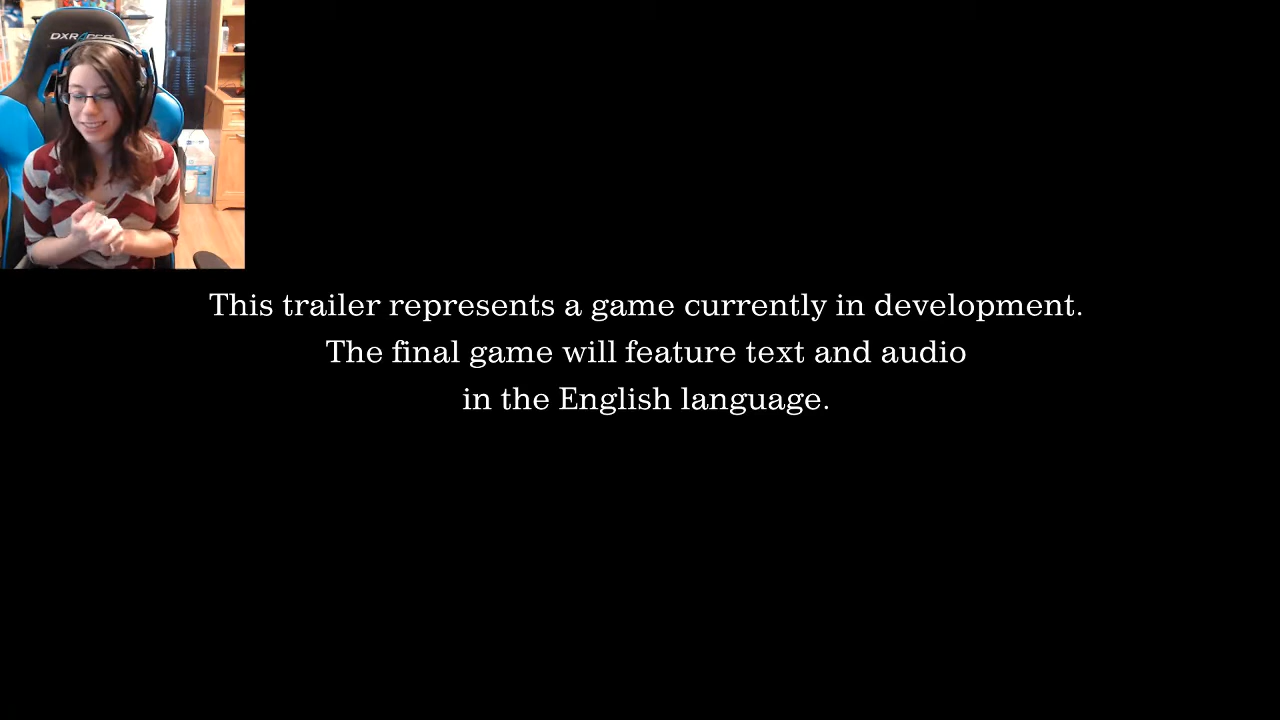 DXRACER
This trailer represents a game currently in development.
The final game will feature text and audio
in the English language.